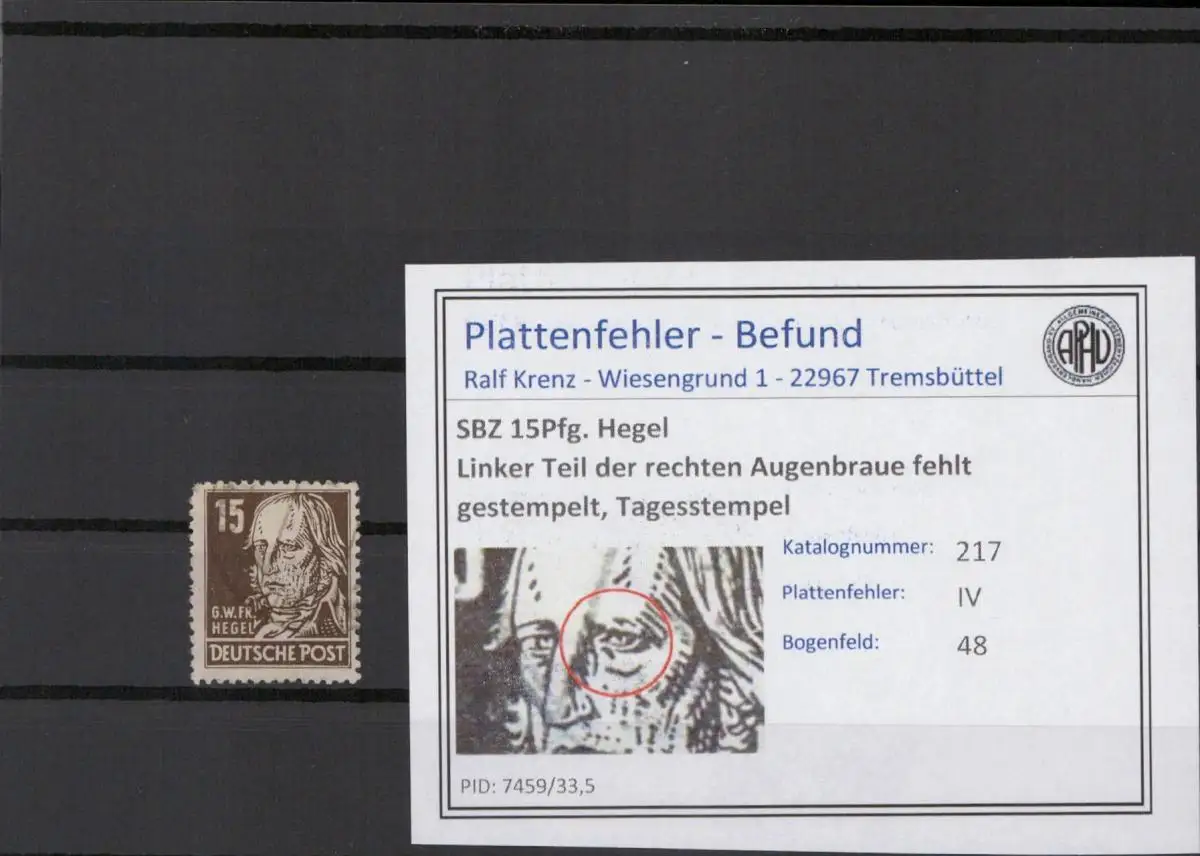 15
G.W.FR.
HEGEL
DEUTSCHE POST
Plattenfehler - Befund
APHV
Ralf Krenz - Wiesengrund 1 - 22967 Tremsbüttel
SBZ 15Pfg. Hegel
Linker Teil der rechten Augenbraue fehlt
gestempelt, Tagesstempel
Katalognummer: 217
Plattenfehler: IV
Bogenfeld: 48
PID: 7459/33,5